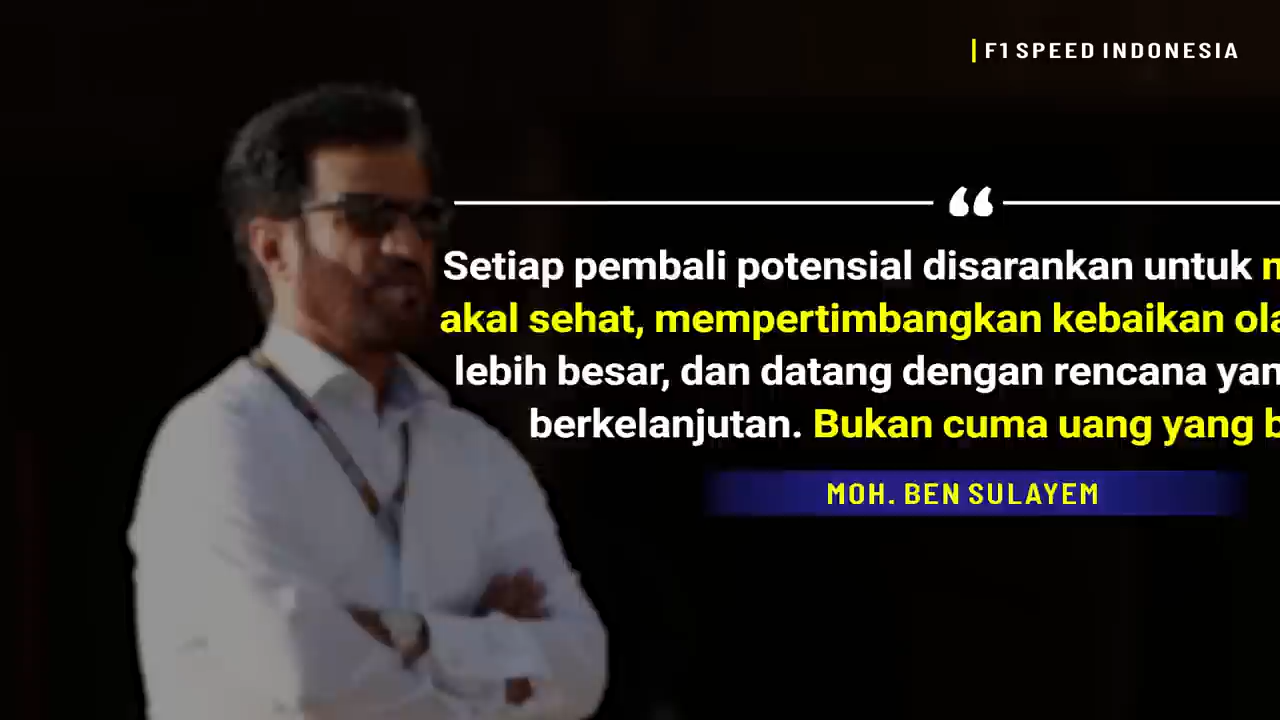 F1 SPEED INDONESIA
Setiap pembali potensial disarankan untuk
akal sehat, mempertimbangkan kebaikan
lebih besar, dan datang dengan rencana
berkelanjutan. Bukan cuma uang yang
MOH. BEN SULAYEM